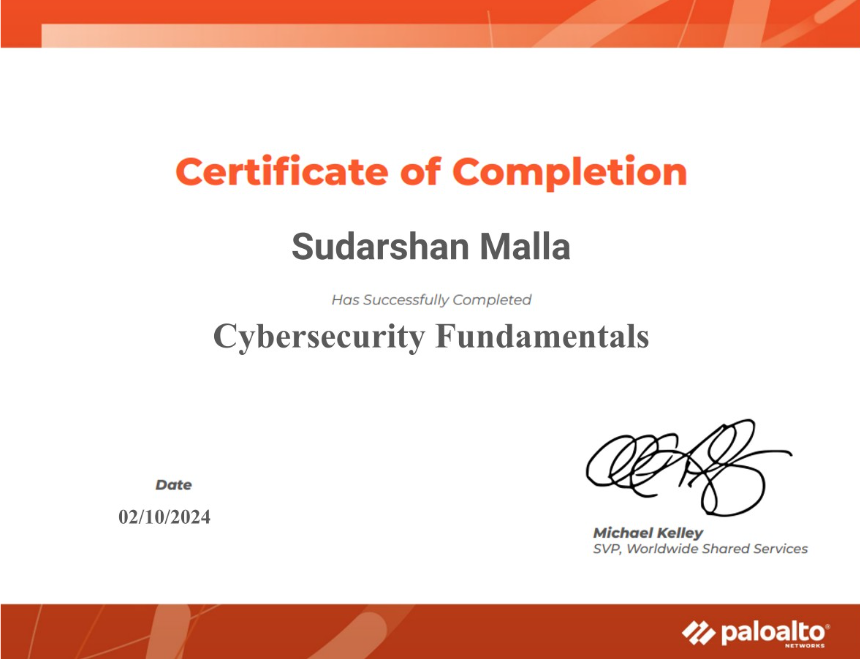 Certificate of Completion
Sudarshan Malla
Has Successfully Completed
Cybersecurity Fundamentals
Date
02/10/2024
Michael Kelley
SVP, Worldwide Shared Services
paloalto®
NETWORKS